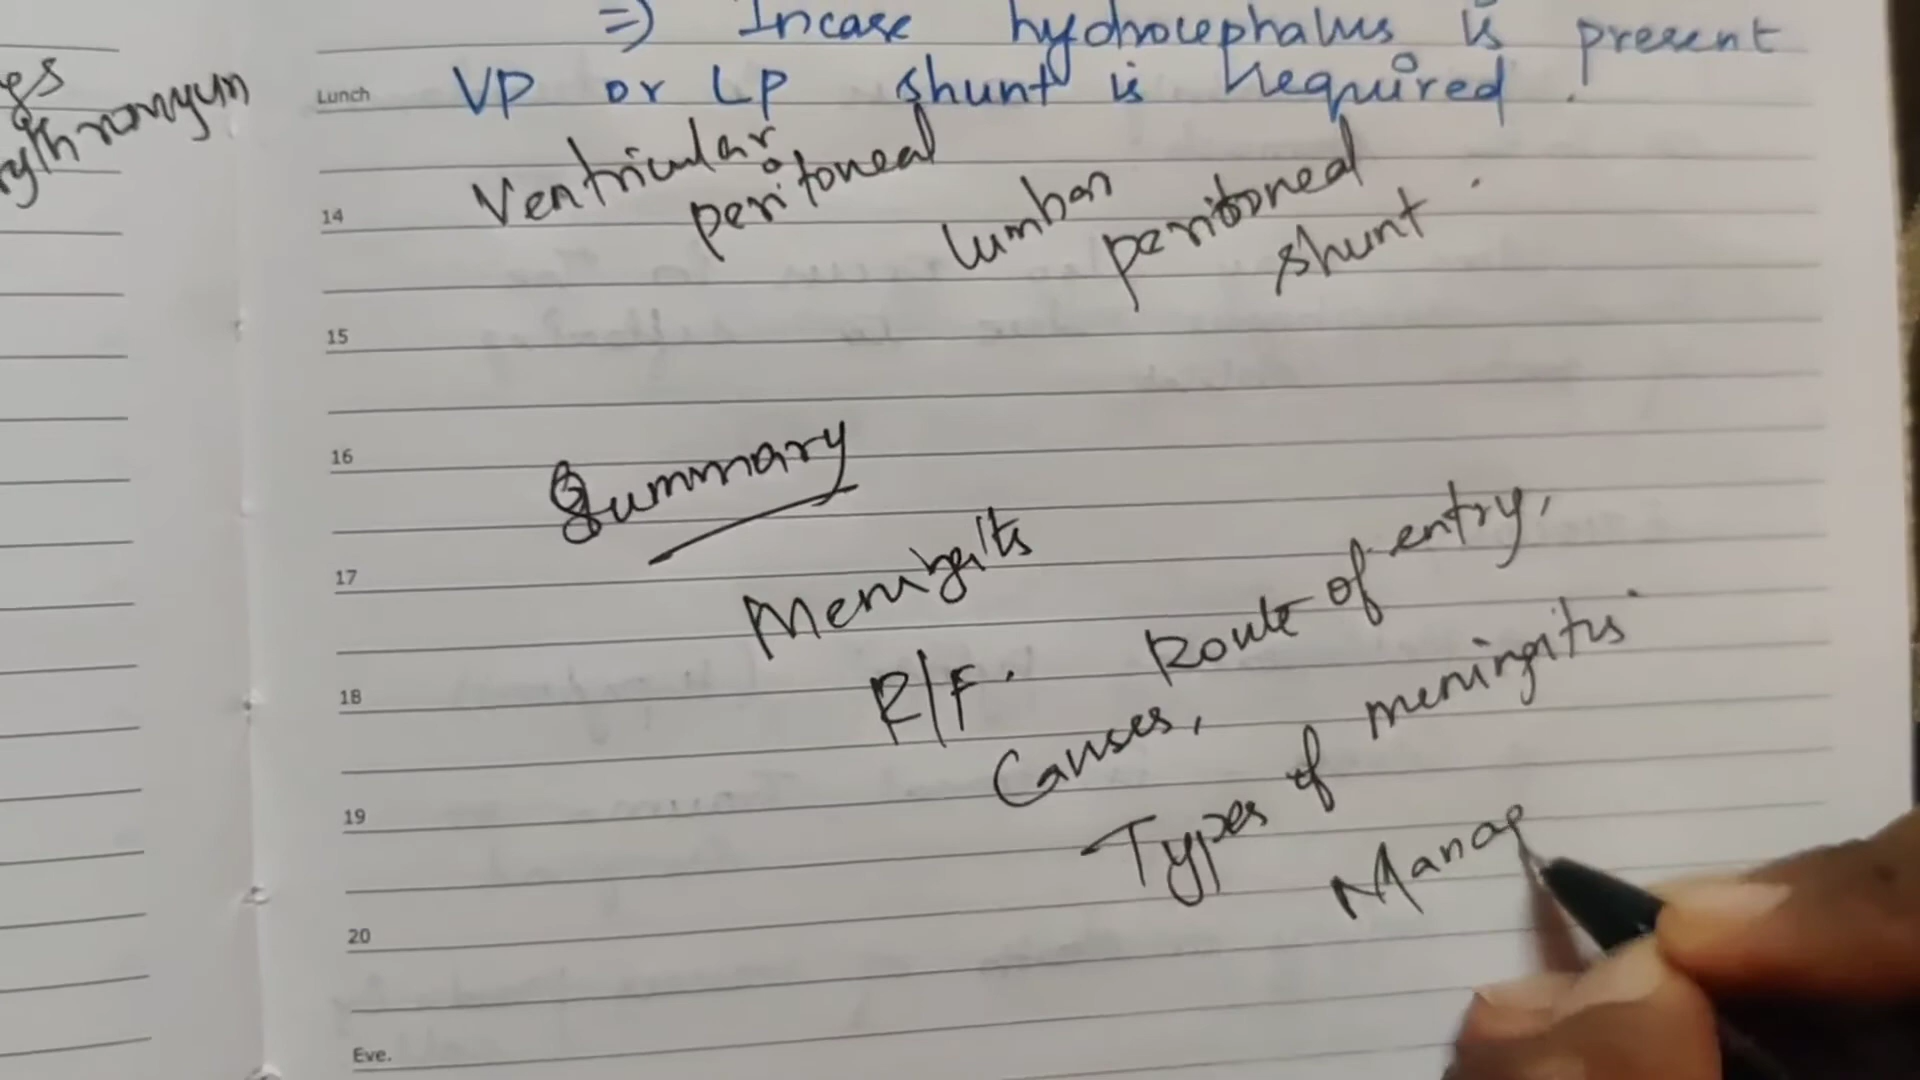 ⇒ Incase hydrocephalus is present
Lunch VP or LP shunt is required.
Ventricular peritoneal
lumbar peritoneal shunt.
14
15
16
Summary
Meningitis
17
R/F. Route of entry,
18
Causes,
Types of meningitis
19
Manag
20
Eve.